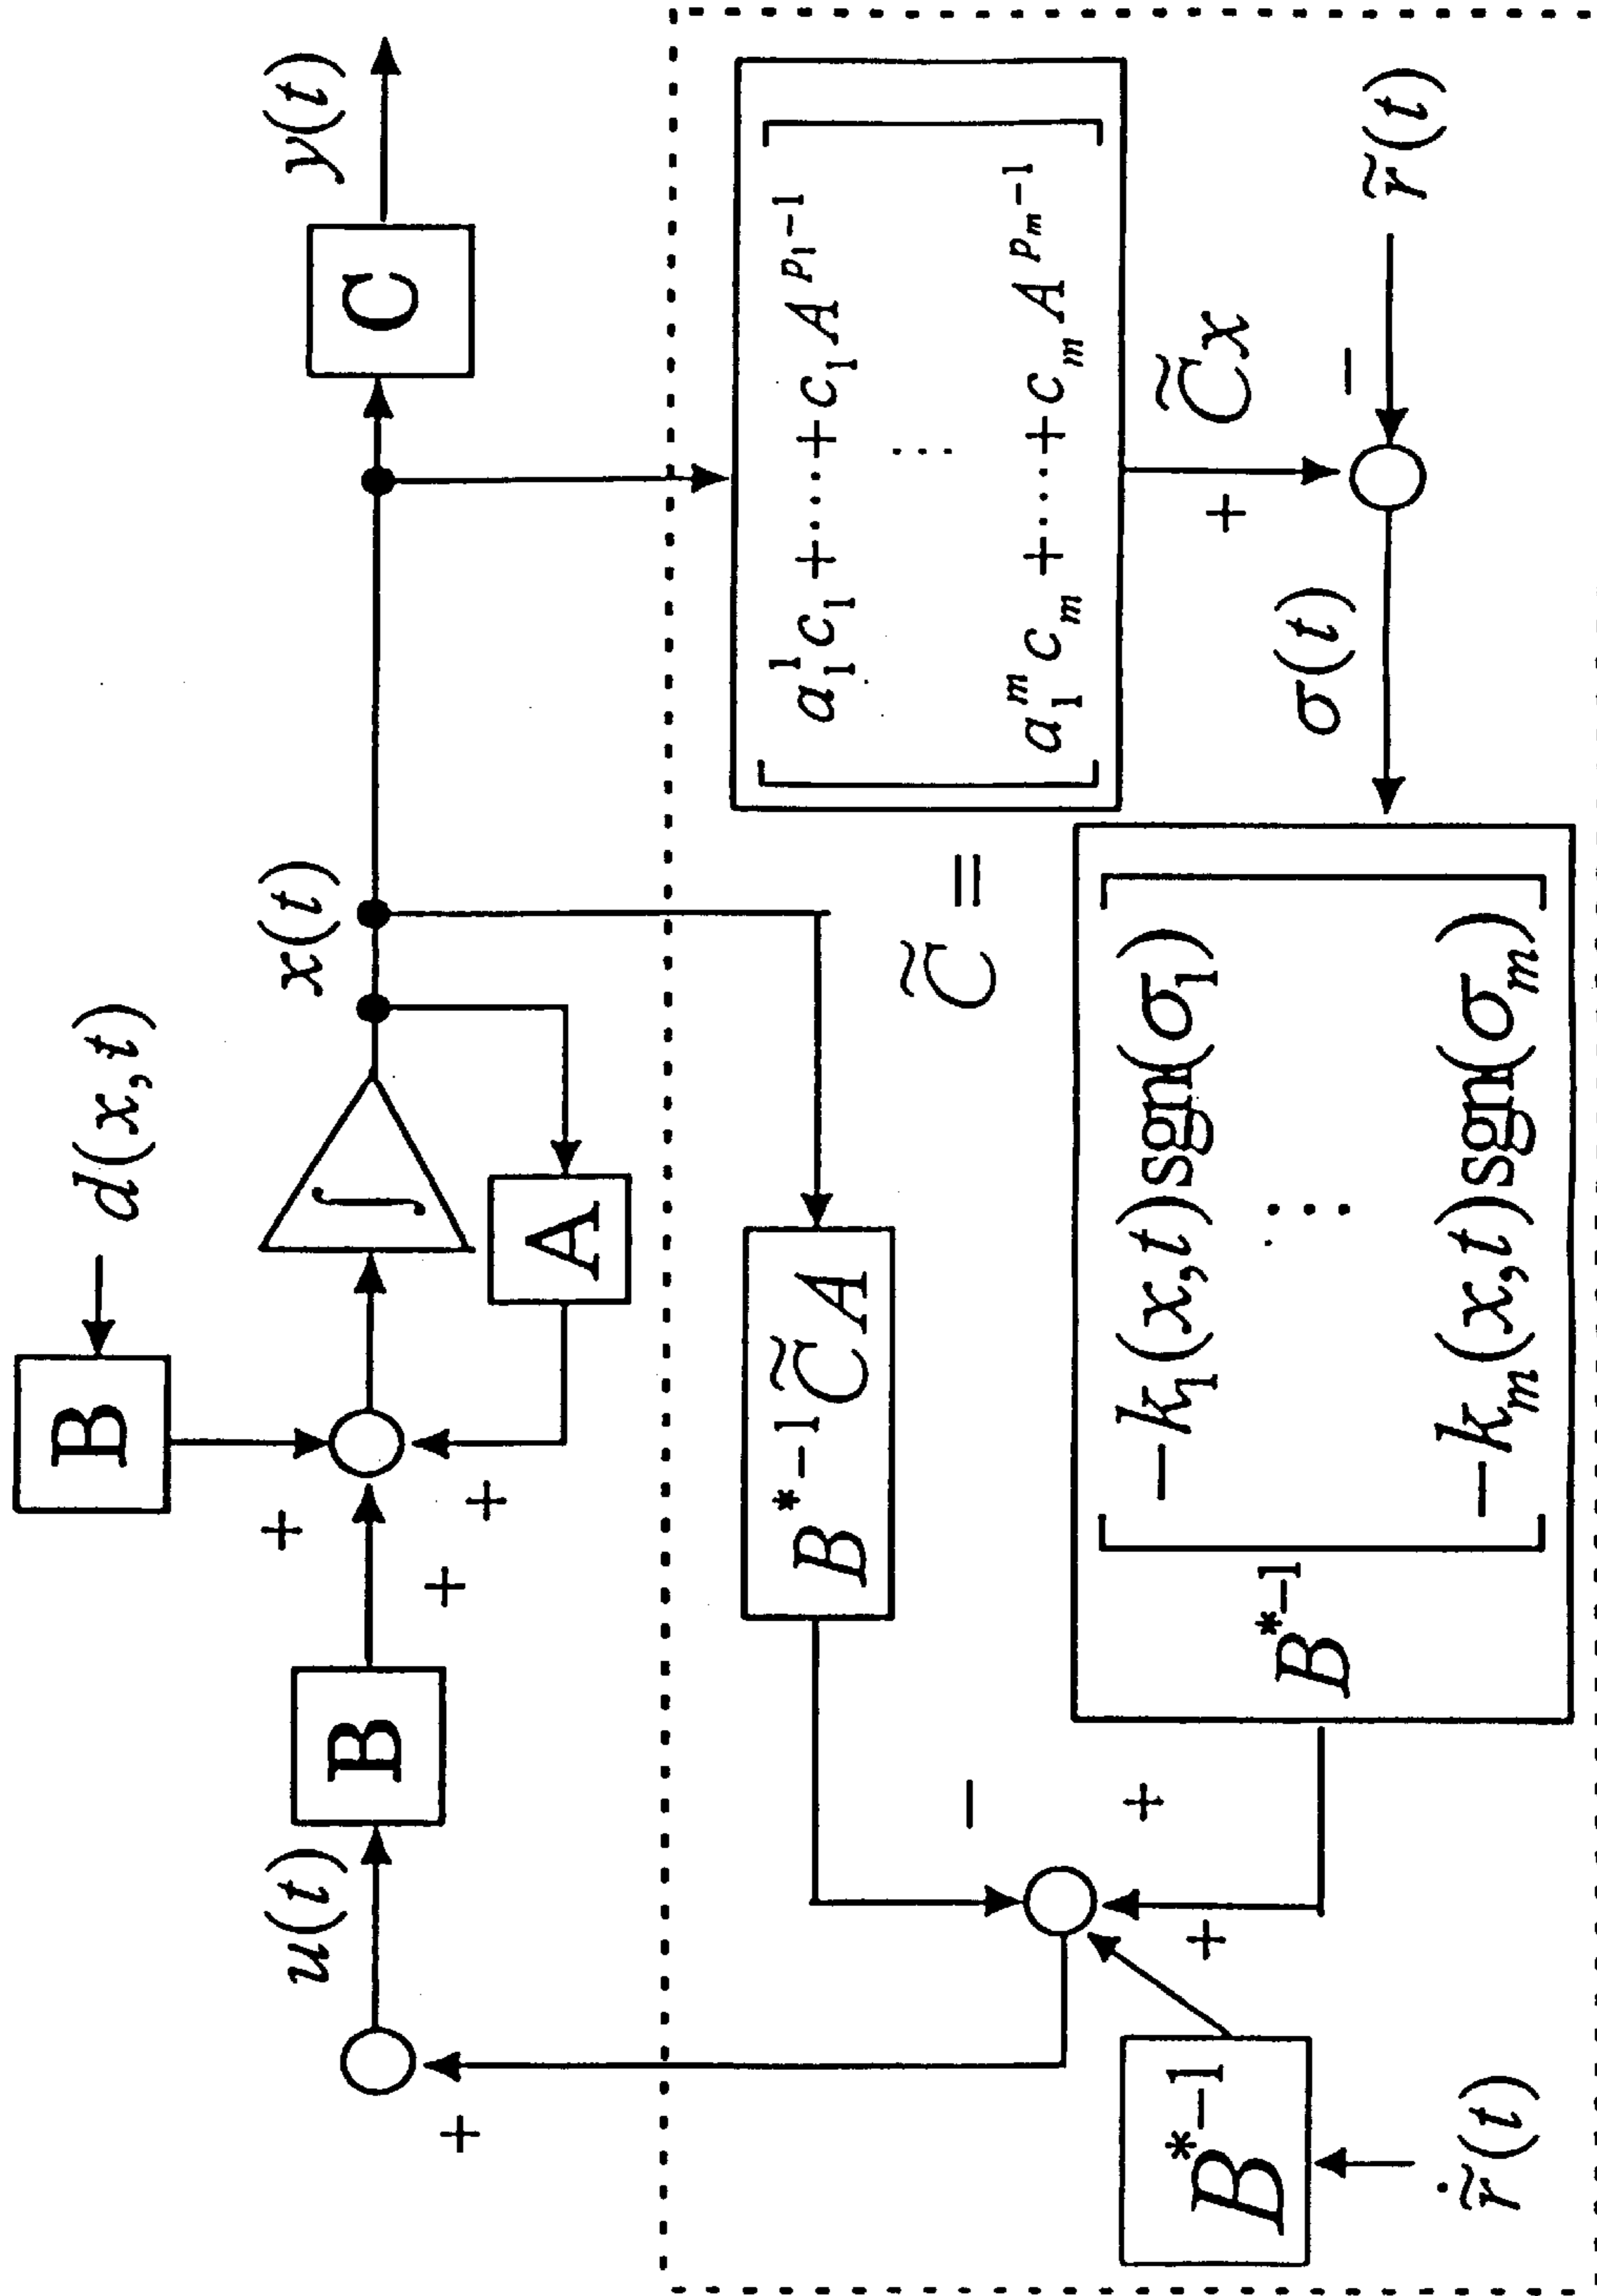 B
d(x,t)
+
u(t)
B
+
+
∫
A
x(t)
C
y(t)
+
B*⁻¹C̃A
C̃ =
a₁¹c₁+⋯+c₁A^{p₁−1}
⋮
a₁ᵐcₘ+⋯+cₘA^{pₘ−1}
C̃x
+
−
r̃(t)
σ(t)
B*⁻¹
−k₁(x,t)sgn(σ₁)
⋮
−kₘ(x,t)sgn(σₘ)
−
+
+
B*⁻¹
r̃̇(t)